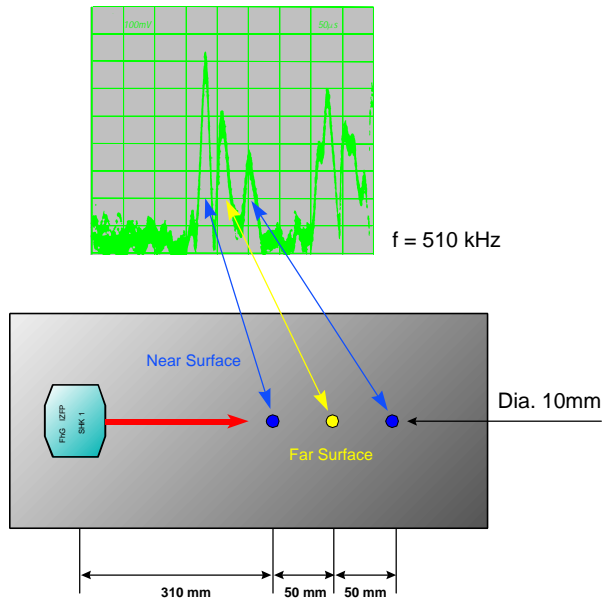 100mV 50µs
f = 510 kHz
Near Surface
FhG IZFP
SHK 1
Dia. 10mm
Far Surface
310 mm 50 mm 50 mm